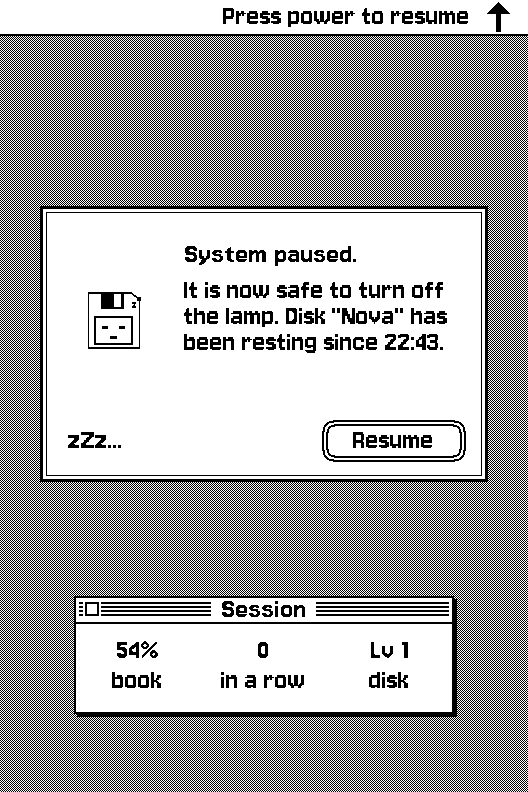 Press power to resume
z
System paused.
It is now safe to turn off
the lamp. Disk "Nova" has
been resting since 22:43.
zZz...
Resume
Session
54% 0 Lv 1
book in a row disk